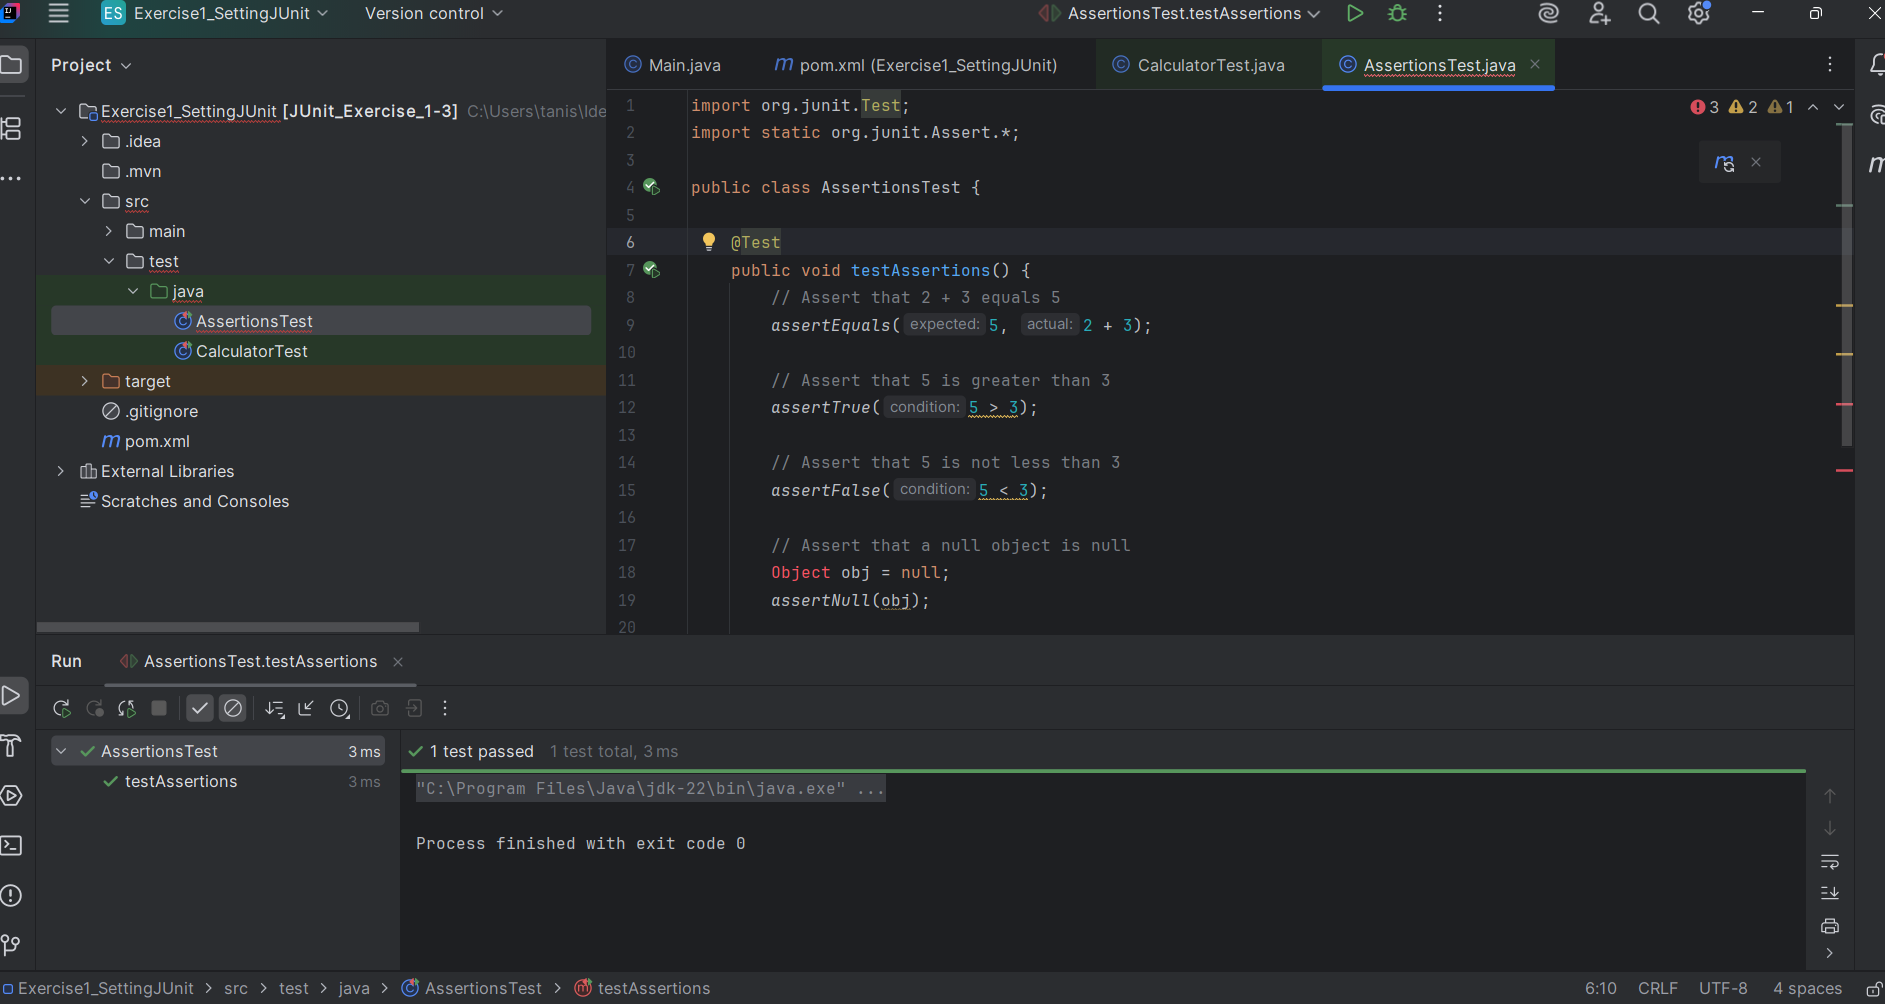 ES Exercise1_SettingJUnit Version control AssertionsTest.testAssertions
Project
Exercise1_SettingJUnit [JUnit_Exercise_1-3] C:\Users\tanis\Ide
.idea
.mvn
src
main
test
java
AssertionsTest
CalculatorTest
target
.gitignore
m pom.xml
External Libraries
Scratches and Consoles
Main.java m pom.xml (Exercise1_SettingJUnit) CalculatorTest.java AssertionsTest.java
3 2 1
1 import org.junit.Test;
2 import static org.junit.Assert.*;
3
4 public class AssertionsTest {
5
6 @Test
7 public void testAssertions() {
8 // Assert that 2 + 3 equals 5
9 assertEquals( expected: 5, actual: 2 + 3);
10
11 // Assert that 5 is greater than 3
12 assertTrue( condition: 5 > 3);
13
14 // Assert that 5 is not less than 3
15 assertFalse( condition: 5 < 3);
16
17 // Assert that a null object is null
18 Object obj = null;
19 assertNull(obj);
20
Run AssertionsTest.testAssertions
AssertionsTest 3 ms
testAssertions 3 ms
1 test passed 1 test total, 3 ms
"C:\Program Files\Java\jdk-22\bin\java.exe" ...
Process finished with exit code 0
Exercise1_SettingJUnit > src > test > java > AssertionsTest > testAssertions 6:10 CRLF UTF-8 4 spaces